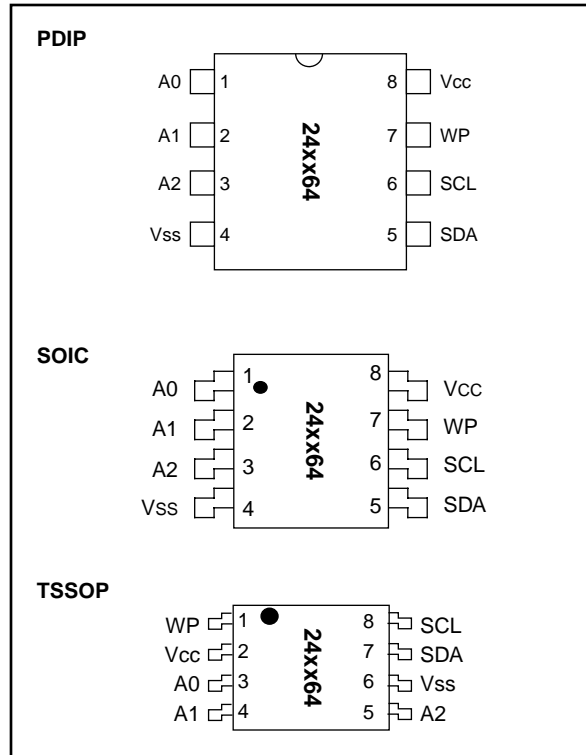 PDIP
A0 1 8 Vcc
A1 2 7 WP
A2 3 6 SCL
Vss 4 5 SDA
24xx64
SOIC
A0 1 8 VCC
A1 2 7 WP
A2 3 6 SCL
VSS 4 5 SDA
24xx64
TSSOP
WP 1 8 SCL
Vcc 2 7 SDA
A0 3 6 Vss
A1 4 5 A2
24xx64